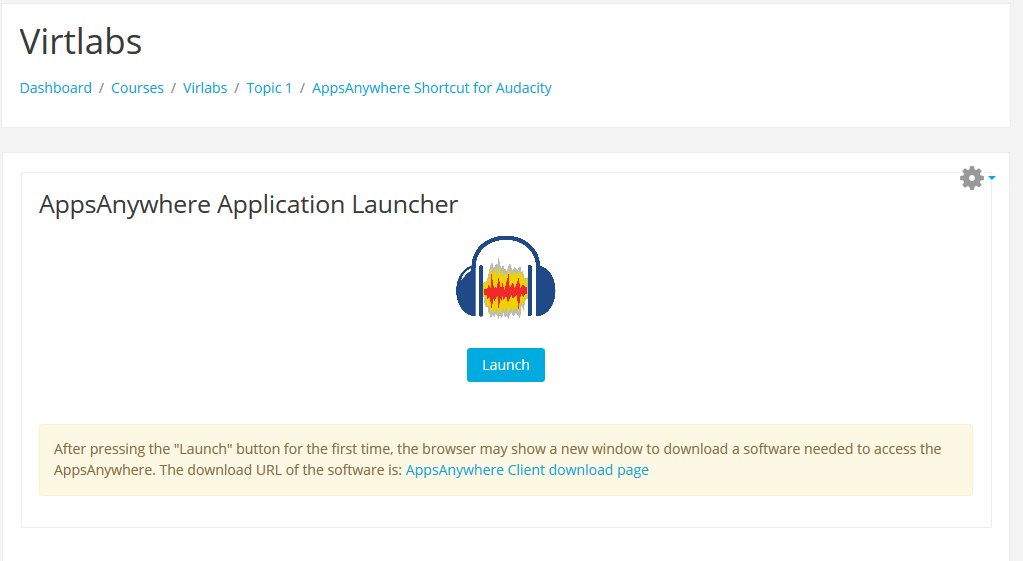 Virtlabs
Dashboard / Courses / Virlabs / Topic 1 / AppsAnywhere Shortcut for Audacity
AppsAnywhere Application Launcher
Launch
After pressing the "Launch" button for the first time, the browser may show a new window to download a software needed to access the
AppsAnywhere. The download URL of the software is: AppsAnywhere Client download page